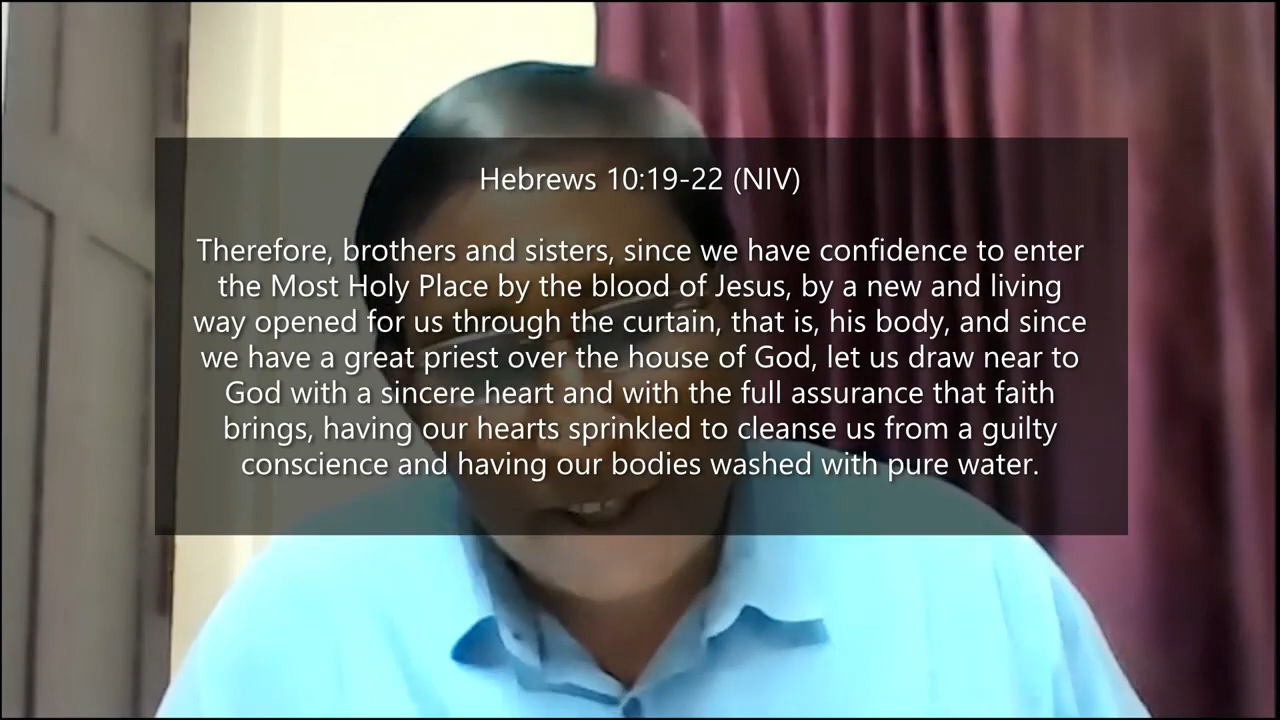 Hebrews 10:19-22 (NIV)
Therefore, brothers and sisters, since we have confidence to enter
the Most Holy Place by the blood of Jesus, by a new and living
way opened for us through the curtain, that is, his body, and since
we have a great priest over the house of God, let us draw near to
God with a sincere heart and with the full assurance that faith
brings, having our hearts sprinkled to cleanse us from a guilty
conscience and having our bodies washed with pure water.